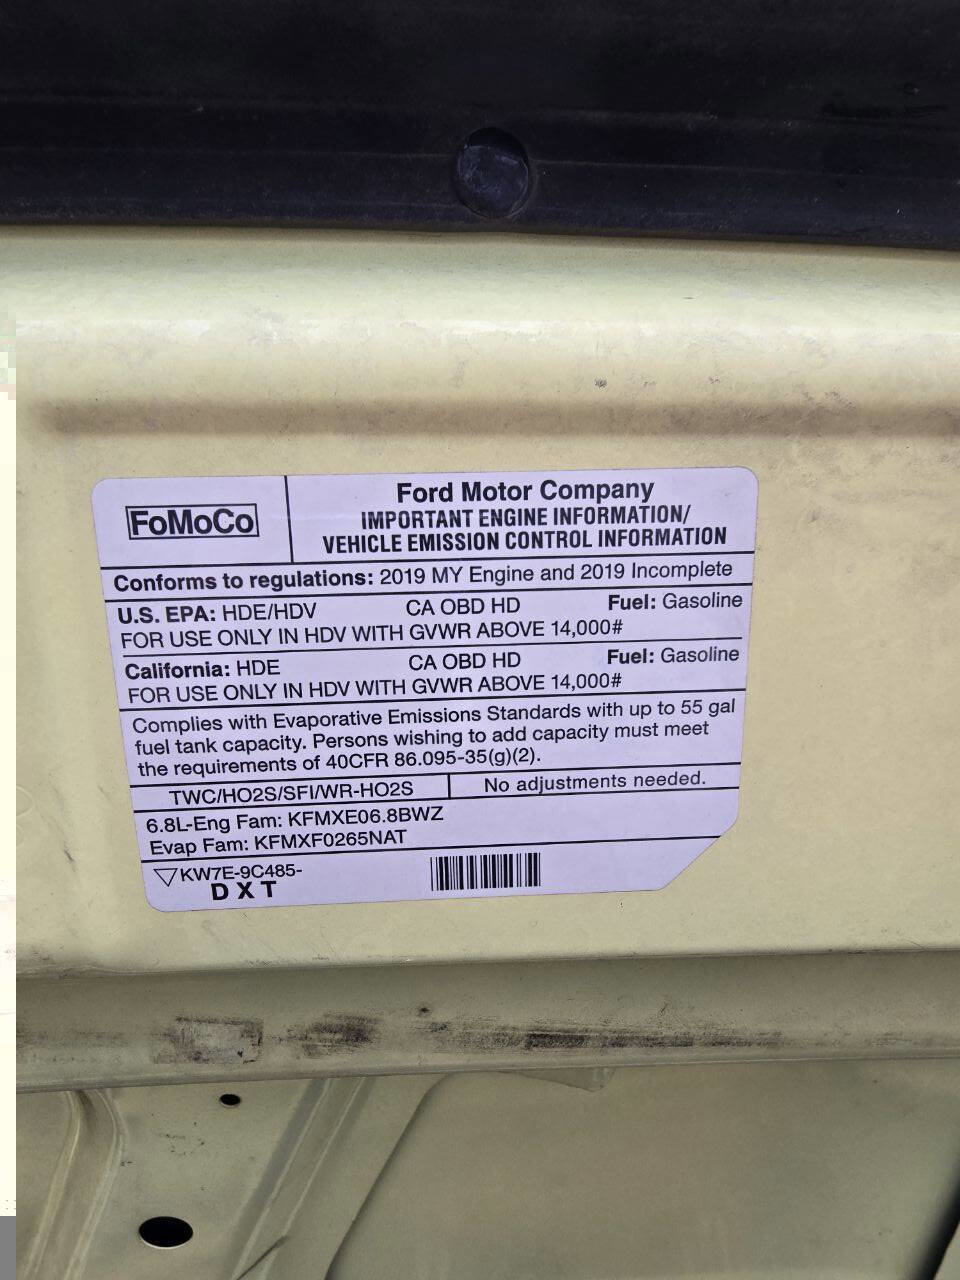 FoMoCo
Ford Motor Company
IMPORTANT ENGINE INFORMATION/
VEHICLE EMISSION CONTROL INFORMATION
Conforms to regulations: 2019 MY Engine and 2019 Incomplete
U.S. EPA: HDE/HDV CA OBD HD Fuel: Gasoline
FOR USE ONLY IN HDV WITH GVWR ABOVE 14,000#
California: HDE CA OBD HD Fuel: Gasoline
FOR USE ONLY IN HDV WITH GVWR ABOVE 14,000#
Complies with Evaporative Emissions Standards with up to 55 gal
fuel tank capacity. Persons wishing to add capacity must meet
the requirements of 40CFR 86.095-35(g)(2).
TWC/HO2S/SFI/WR-HO2S No adjustments needed.
6.8L-Eng Fam: KFMXE06.8BWZ
Evap Fam: KFMXF0265NAT
KW7E-9C485-
D X T